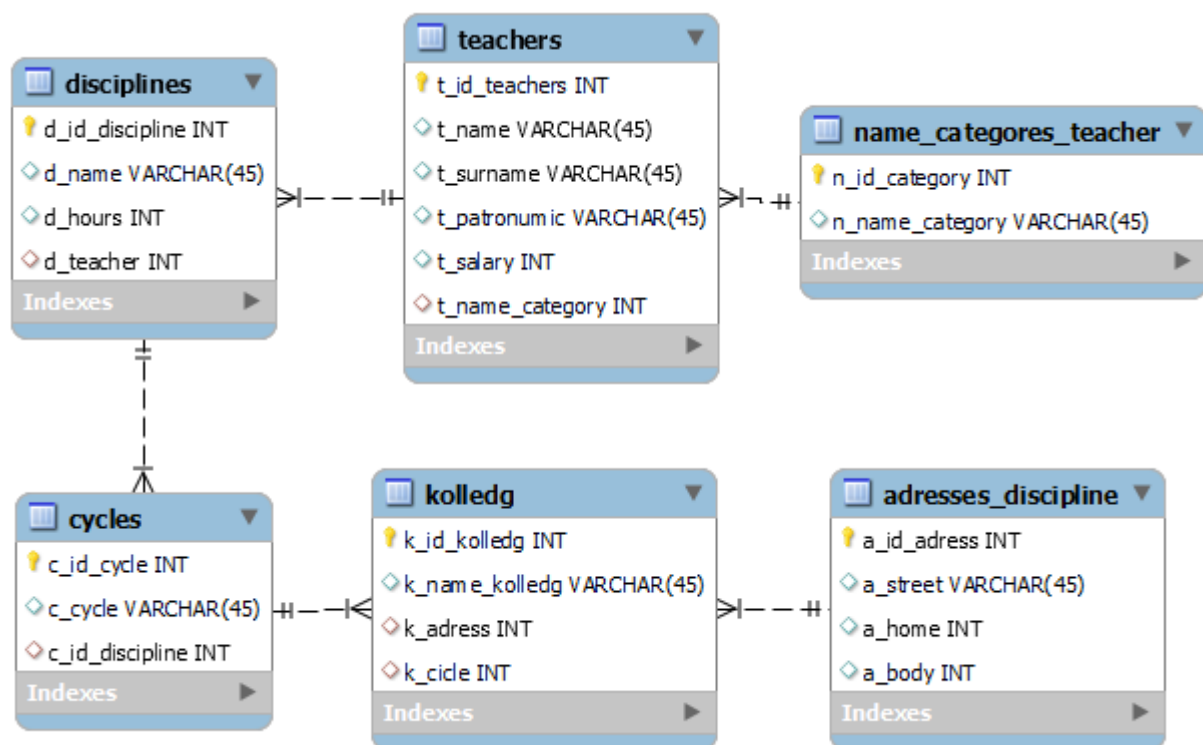 disciplines
d_id_discipline INT
d_name VARCHAR(45)
d_hours INT
d_teacher INT
Indexes
teachers
t_id_teachers INT
t_name VARCHAR(45)
t_surname VARCHAR(45)
t_patronumic VARCHAR(45)
t_salary INT
t_name_category INT
Indexes
name_categores_teacher
n_id_category INT
n_name_category VARCHAR(45)
Indexes
cycles
c_id_cycle INT
c_cycle VARCHAR(45)
c_id_discipline INT
Indexes
kolledg
k_id_kolledg INT
k_name_kolledg VARCHAR(45)
k_adress INT
k_cicle INT
Indexes
adresses_discipline
a_id_adress INT
a_street VARCHAR(45)
a_home INT
a_body INT
Indexes